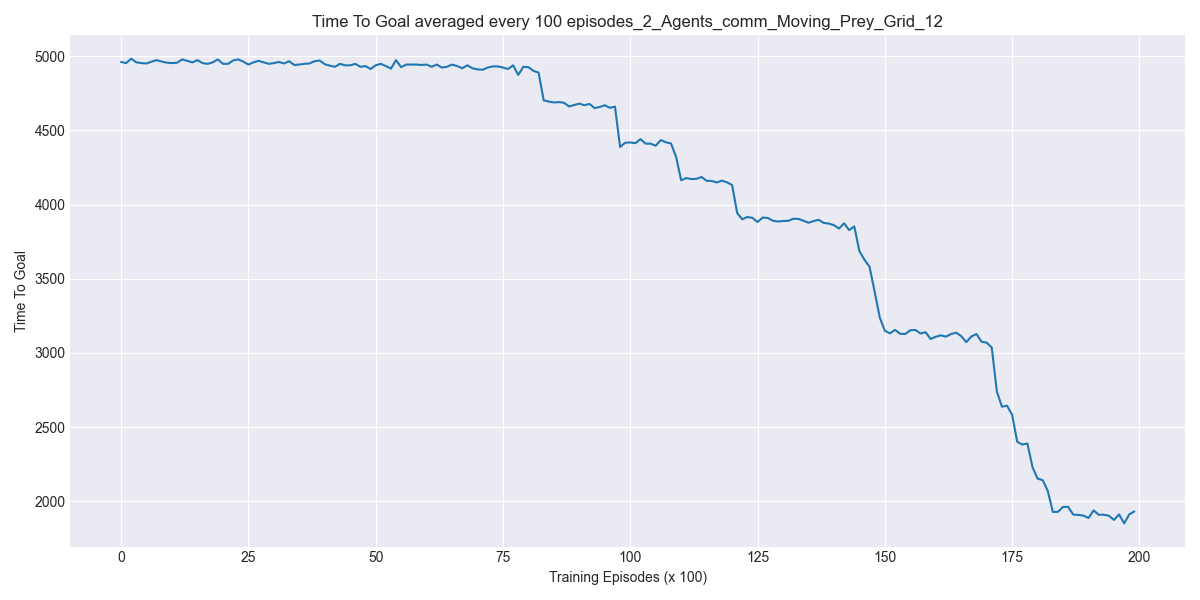 Time To Goal averaged every 100 episodes_2_Agents_comm_Moving_Prey_Grid_12
5000
4500
4000
3500
3000
2500
2000
Time To Goal
0 25 50 75 100 125 150 175 200
Training Episodes (x 100)